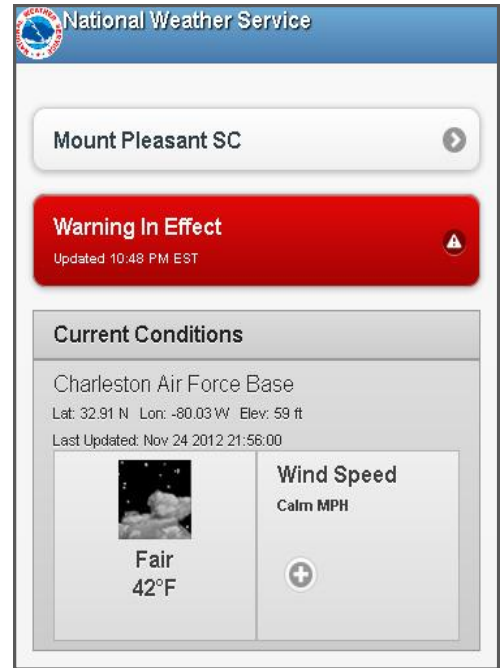 National Weather Service
Mount Pleasant SC
Warning In Effect
Updated 10:48 PM EST
Current Conditions
Charleston Air Force Base
Lat: 32.91 N Lon: -80.03 W Elev: 59 ft
Last Updated: Nov 24 2012 21:56:00
Fair
42°F
Wind Speed
Calm MPH